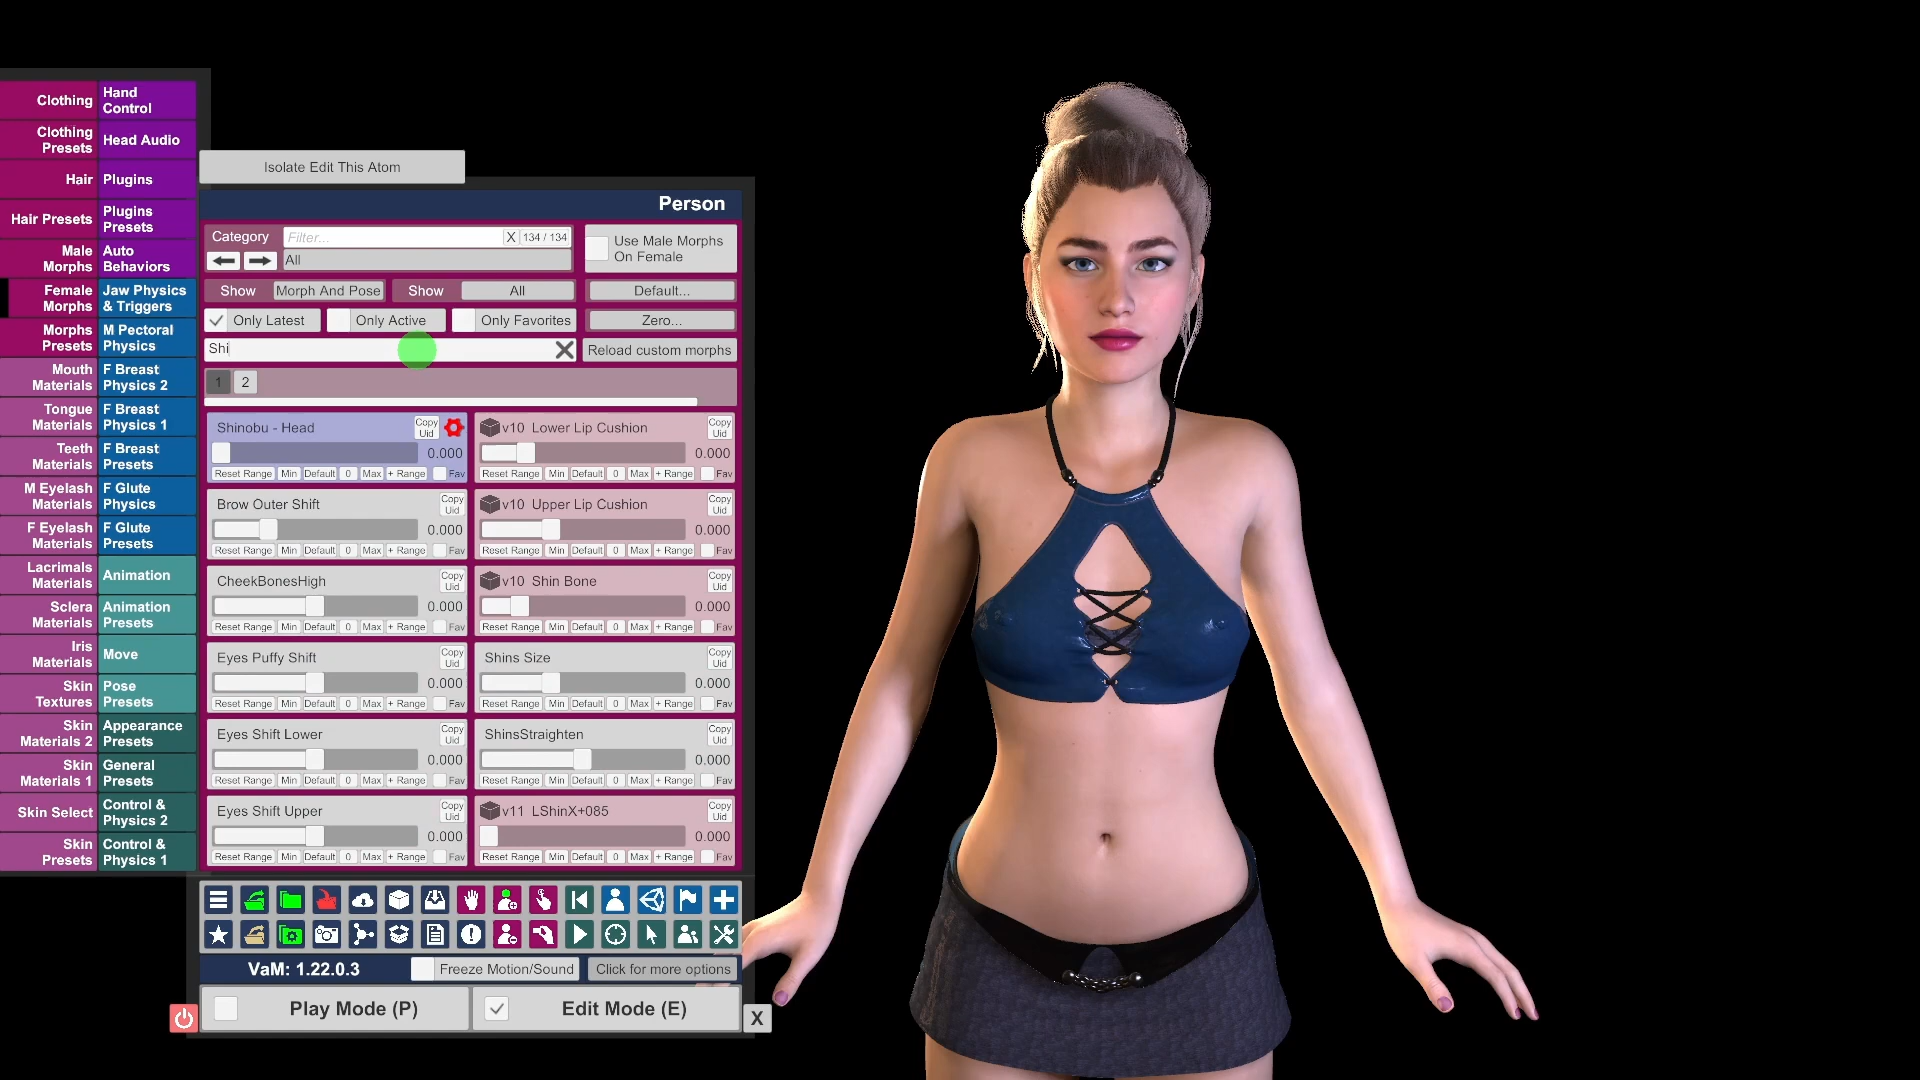 Clothing
Hand
Control
Clothing
Presets
Head Audio
Hair
Plugins
Hair Presets
Plugins
Presets
Male
Morphs
Auto
Behaviors
Female
Morphs
Jaw Physics
& Triggers
Morphs
Presets
M Pectoral
Physics
Mouth
Materials
F Breast
Physics 2
Tongue
Materials
F Breast
Physics 1
Teeth
Materials
F Breast
Presets
M Eyelash
Materials
F Glute
Physics
F Eyelash
Materials
F Glute
Presets
Lacrimals
Materials
Animation
Sclera
Materials
Animation
Presets
Iris
Materials
Move
Skin
Textures
Pose
Presets
Skin
Materials 2
Appearance
Presets
Skin
Materials 1
General
Presets
Skin Select
Control &
Physics 2
Skin
Presets
Control &
Physics 1
Isolate Edit This Atom
Person
Category Filter... X 134 / 134
All
Use Male Morphs
On Female
Show Morph And Pose Show All Default...
Only Latest Only Active Only Favorites Zero...
Shi Reload custom morphs
1 2
Shinobu - Head Copy Uid
0.000
Reset Range Min Default 0 Max + Range Fav
v10 Lower Lip Cushion Copy Uid
0.000
Reset Range Min Default 0 Max + Range Fav
Brow Outer Shift Copy Uid
0.000
Reset Range Min Default 0 Max + Range Fav
v10 Upper Lip Cushion Copy Uid
0.000
Reset Range Min Default 0 Max + Range Fav
CheekBonesHigh Copy Uid
0.000
Reset Range Min Default 0 Max + Range Fav
v10 Shin Bone Copy Uid
0.000
Reset Range Min Default 0 Max + Range Fav
Eyes Puffy Shift Copy Uid
0.000
Reset Range Min Default 0 Max + Range Fav
Shins Size Copy Uid
0.000
Reset Range Min Default 0 Max + Range Fav
Eyes Shift Lower Copy Uid
0.000
Reset Range Min Default 0 Max + Range Fav
ShinsStraighten Copy Uid
0.000
Reset Range Min Default 0 Max + Range Fav
Eyes Shift Upper Copy Uid
0.000
Reset Range Min Default 0 Max + Range Fav
v11 LShinX+085 Copy Uid
0.000
Reset Range Min Default 0 Max + Range Fav
VaM: 1.22.0.3 Freeze Motion/Sound Click for more options
Play Mode (P) Edit Mode (E) X